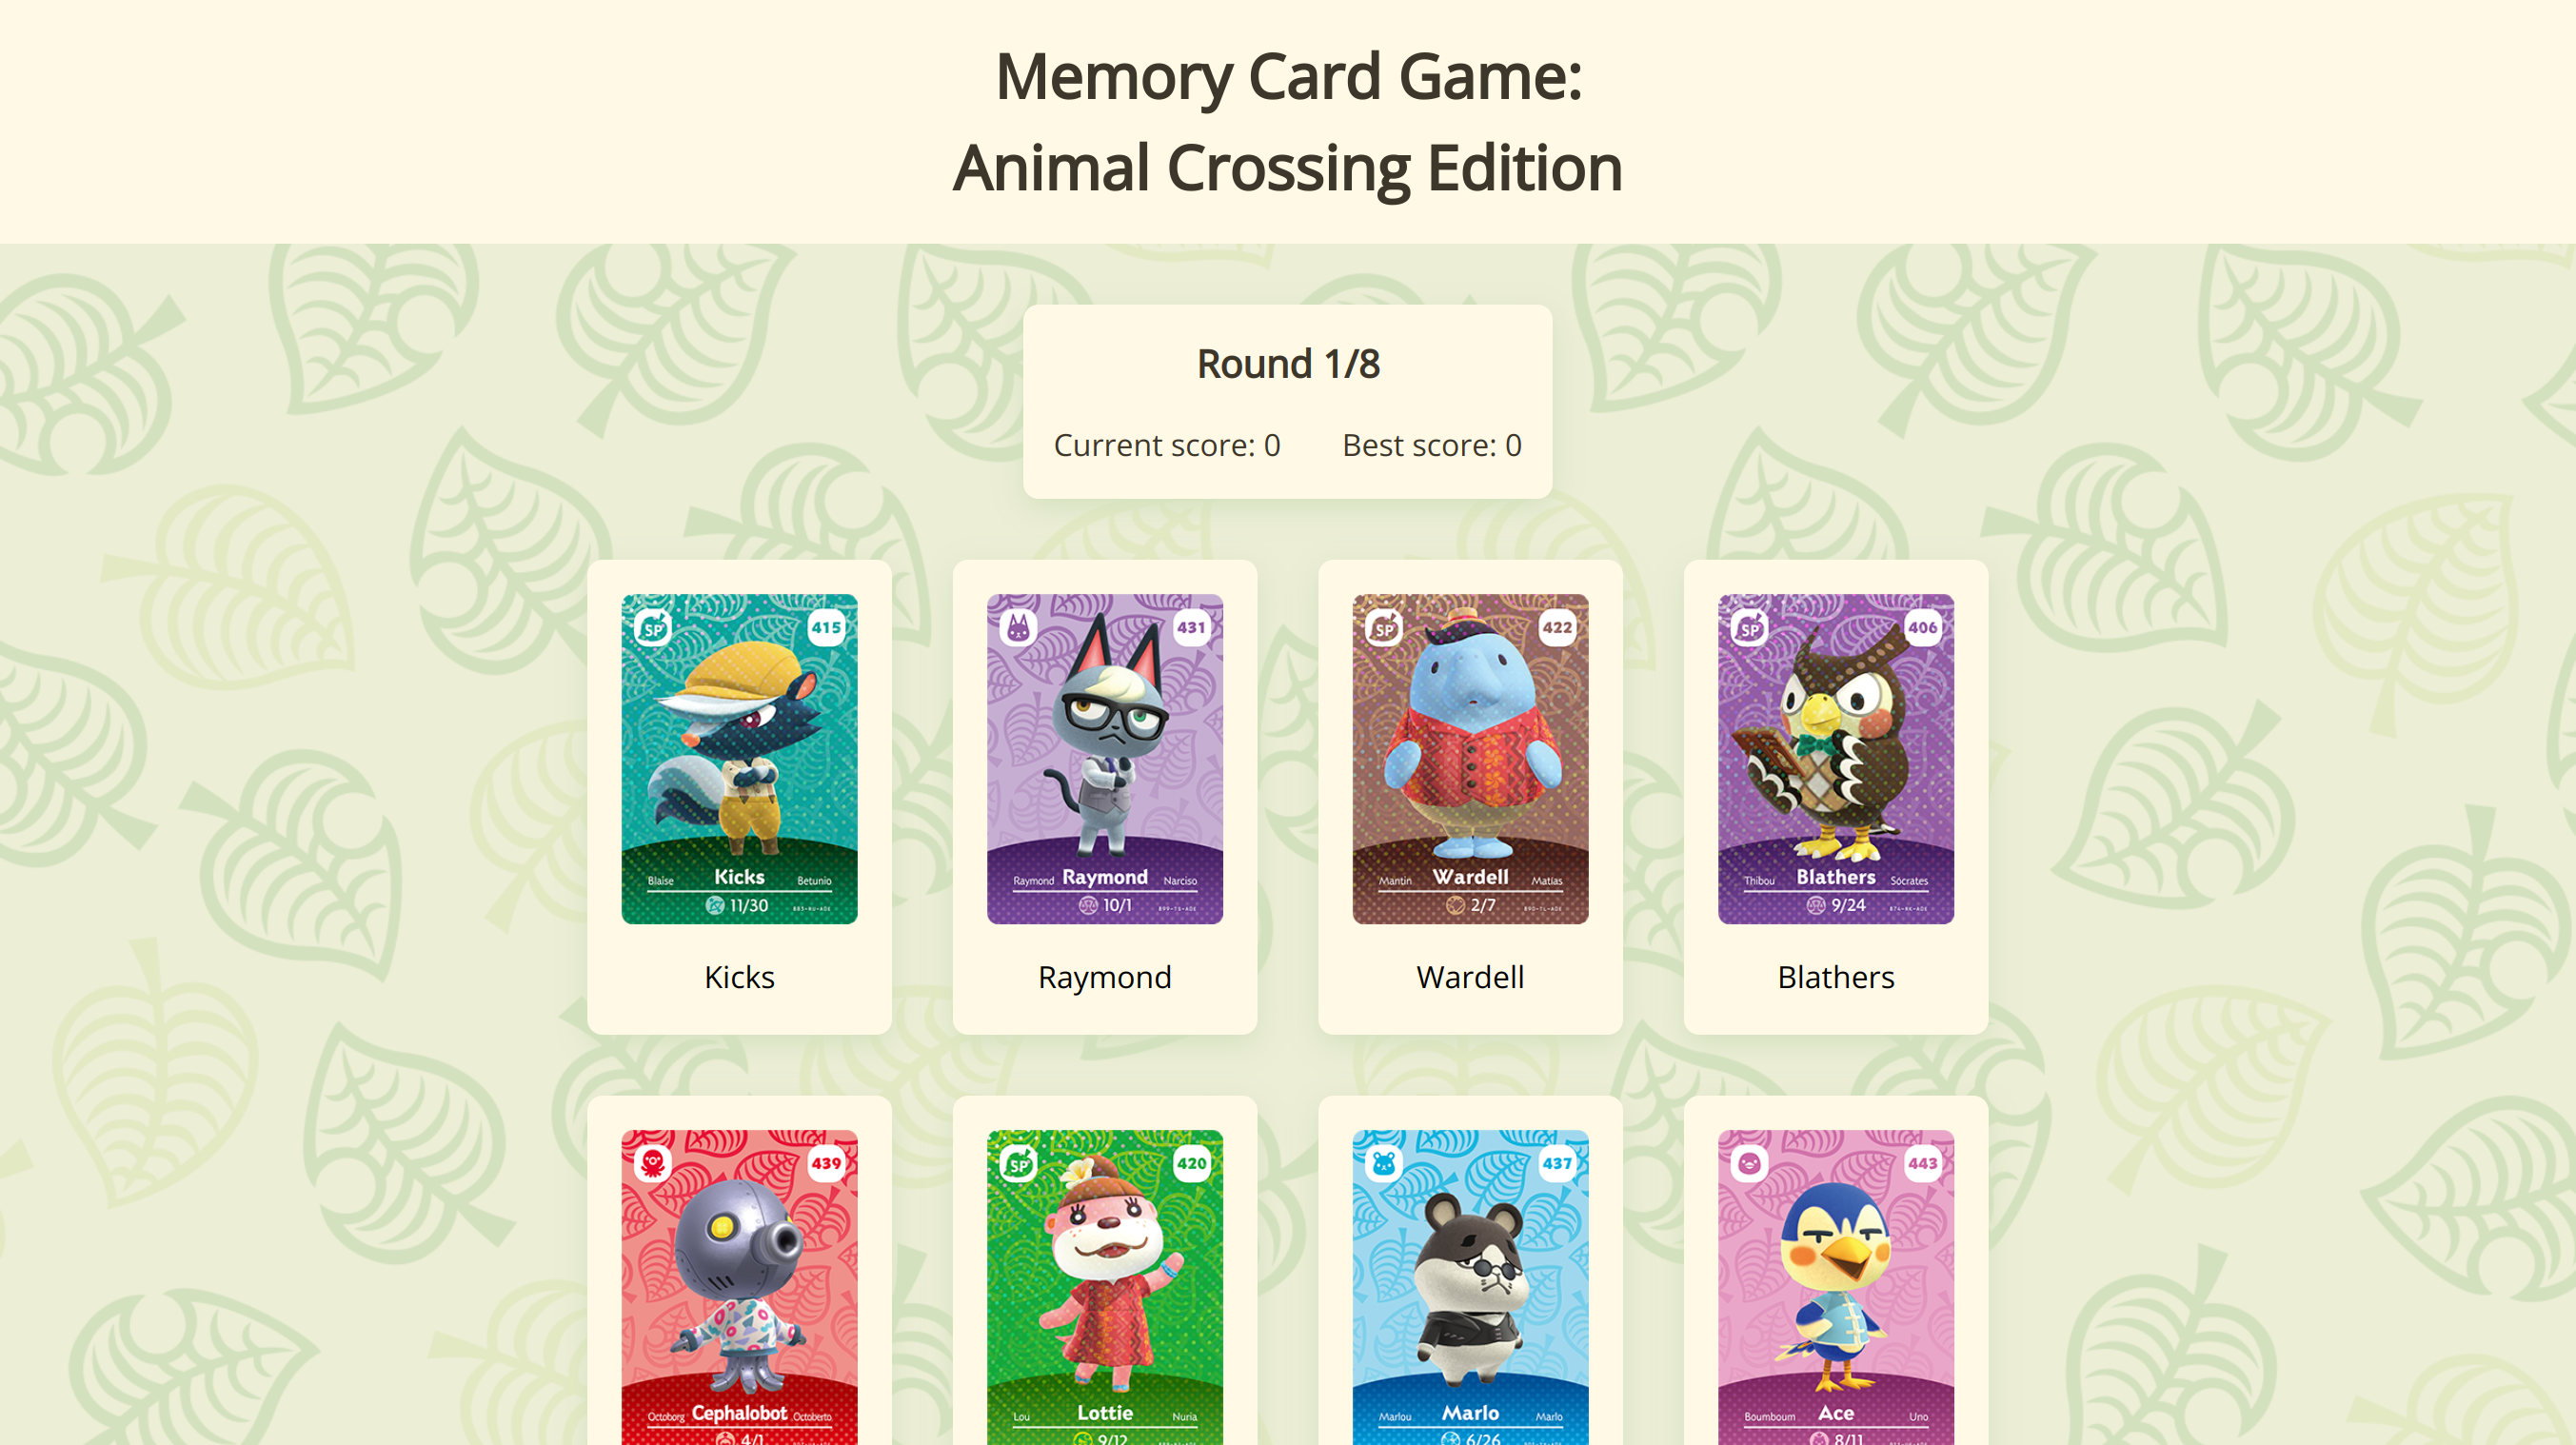 Memory Card Game:
Animal Crossing Edition
Round 1/8
Current score: 0 Best score: 0
SP 415
Blaise Kicks Betunio
11/30
Kicks
431
Raymond Raymond Narciso
10/1
Raymond
SP 422
Mantin Wardell Matías
2/7
Wardell
SP 406
Thibou Blathers Sócrates
9/24
Blathers
439
Octoborg Cephalobot Octoberto
4/1
SP 420
Lou Lottie Nuria
9/12
437
Marlou Marlo Marlo
6/26
443
Boumboum Ace Uno
8/11